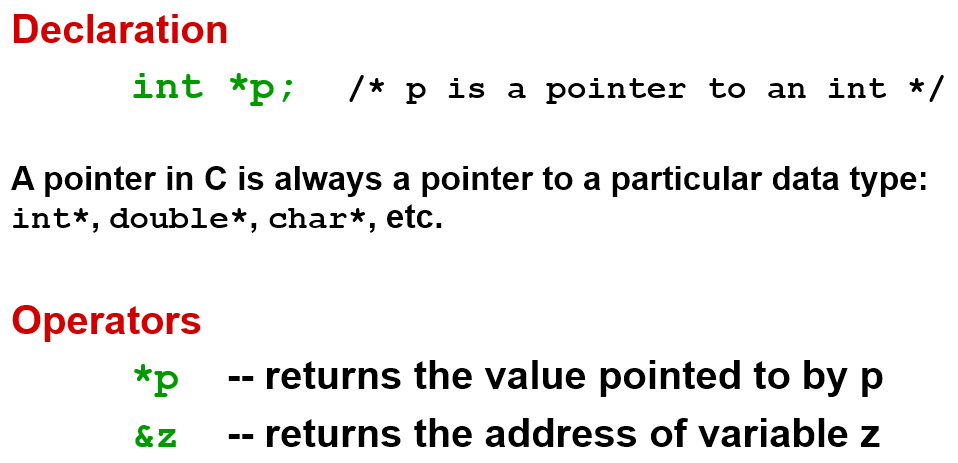 Declaration
int *p; /* p is a pointer to an int */
A pointer in C is always a pointer to a particular data type:
int*, double*, char*, etc.
Operators
*p -- returns the value pointed to by p
&z -- returns the address of variable z